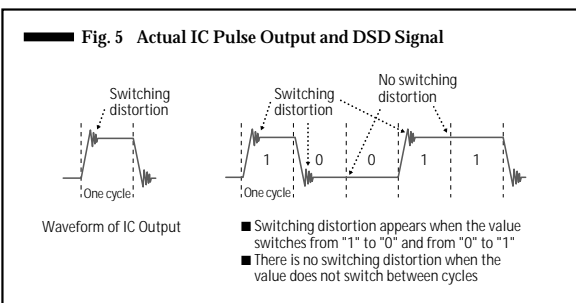 Fig. 5 Actual IC Pulse Output and DSD Signal
Switching
distortion
Switching
distortion
No switching
distortion
1 0 0 1 1
One cycle
One cycle
Waveform of IC Output
■ Switching distortion appears when the value
switches from "1" to "0" and from "0" to "1"
■ There is no switching distortion when the
value does not switch between cycles